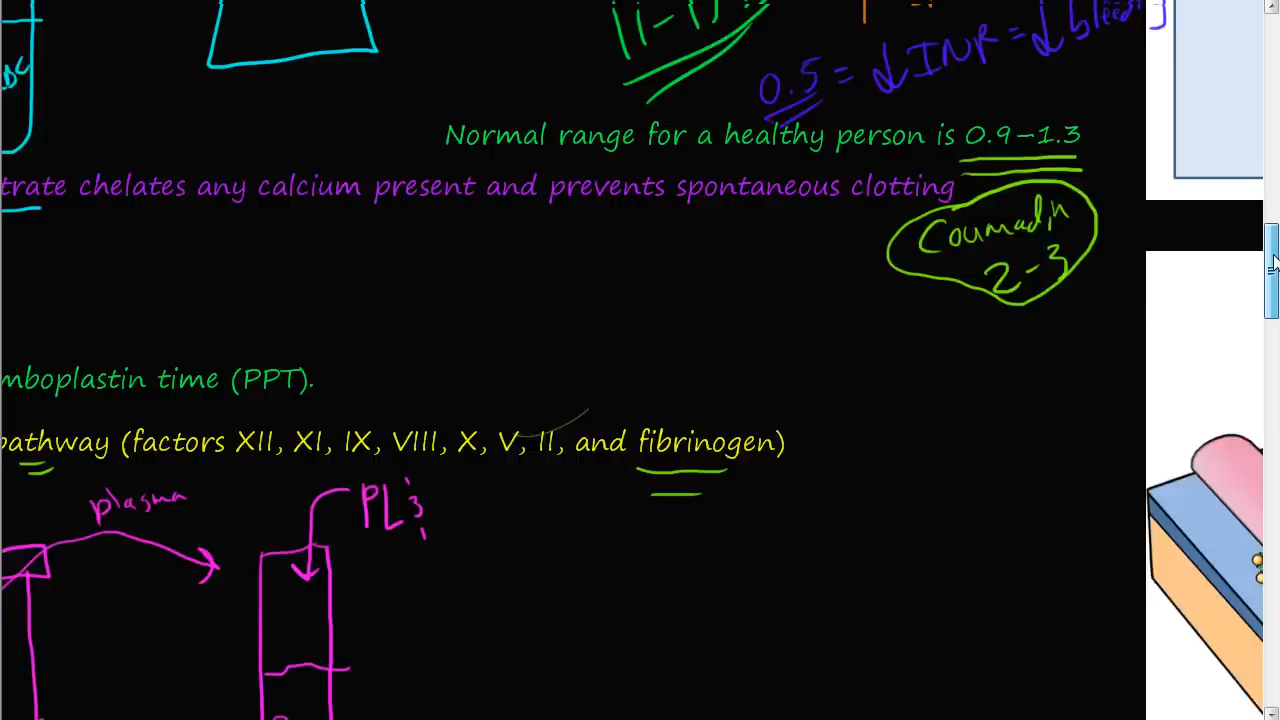 0.5 = ↓INR = ↓bleeding
Normal range for a healthy person is 0.9–1.3
trate chelates any calcium present and prevents spontaneous clotting
Coumadin
2-3
mboplastin time (PPT).
pathway (factors XII, XI, IX, VIII, X, V, II, and fibrinogen)
plasma
PL